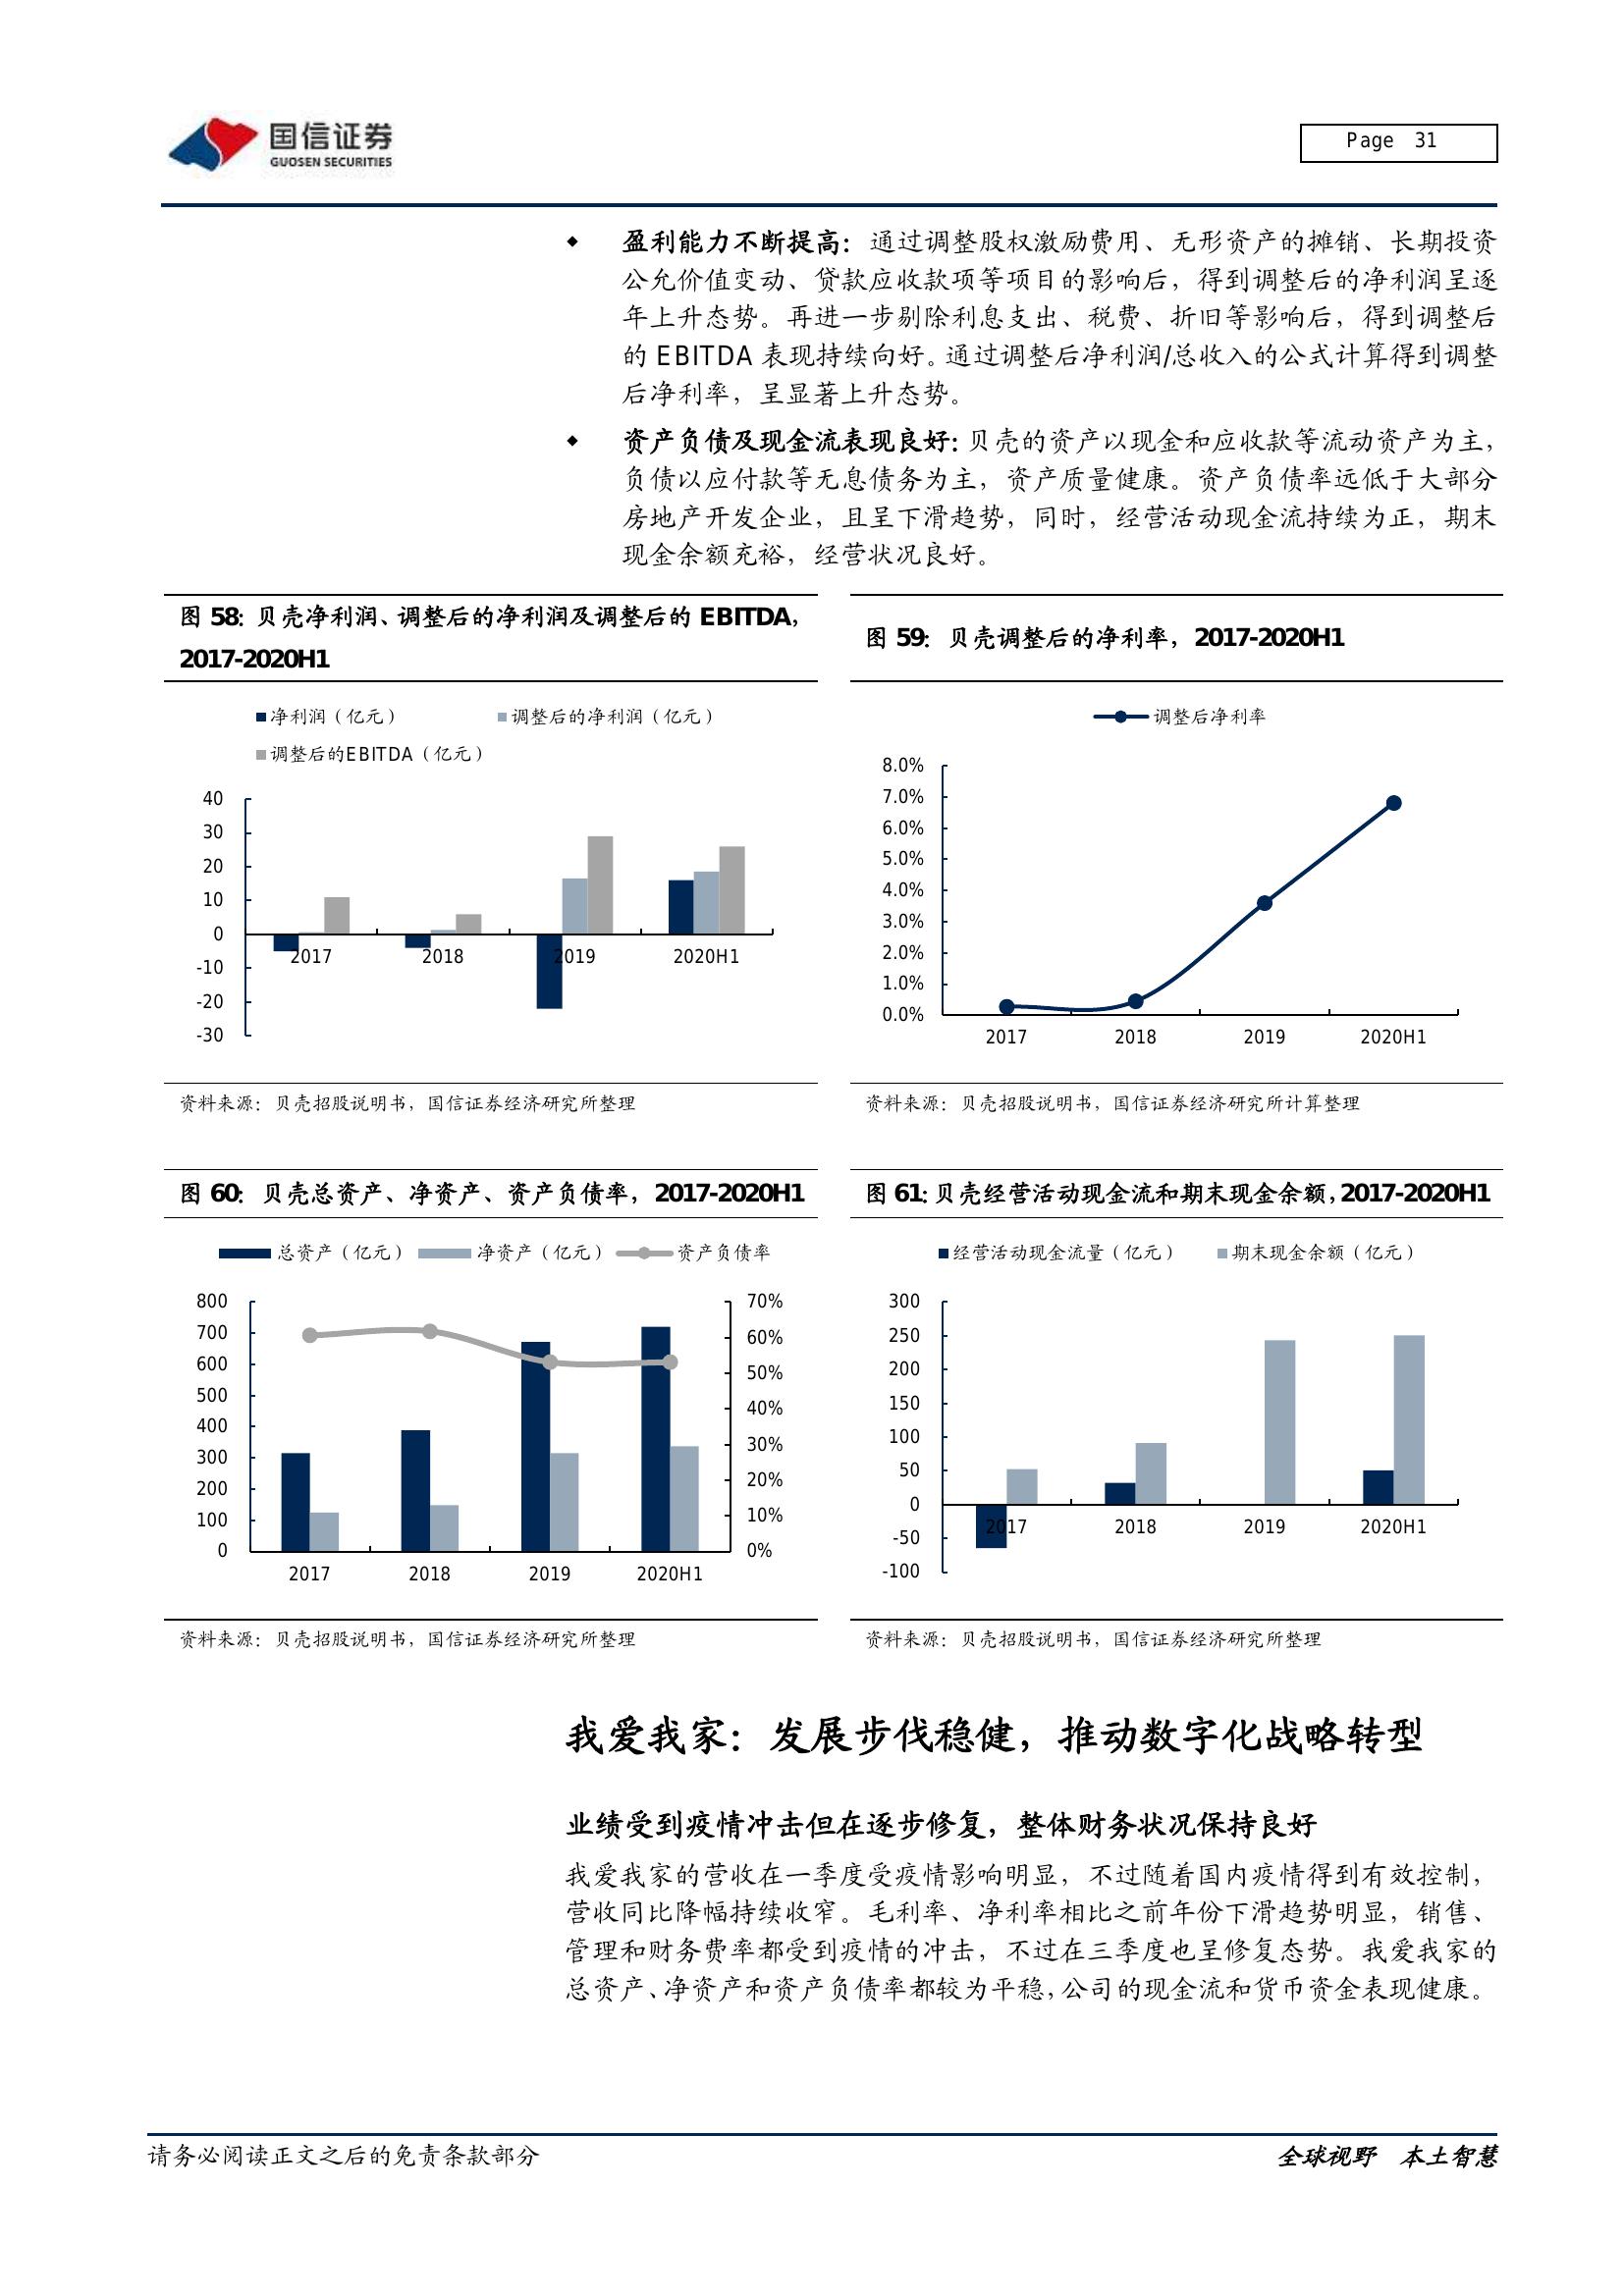 国信证券
GUOSEN SECURITIES
Page 31
◆ 盈利能力不断提高：通过调整股权激励费用、无形资产的摊销、长期投资
公允价值变动、贷款应收款项等项目的影响后，得到调整后的净利润呈逐
年上升态势。再进一步剔除利息支出、税费、折旧等影响后，得到调整后
的 EBITDA 表现持续向好。通过调整后净利润/总收入的公式计算得到调整
后净利率，呈显著上升态势。
◆ 资产负债及现金流表现良好：贝壳的资产以现金和应收款等流动资产为主，
负债以应付款等无息债务为主，资产质量健康。资产负债率远低于大部分
房地产开发企业，且呈下滑趋势，同时，经营活动现金流持续为正，期末
现金余额充裕，经营状况良好。
图 58：贝壳净利润、调整后的净利润及调整后的 EBITDA，
2017-2020H1
净利润（亿元） 调整后的净利润（亿元）
调整后的EBITDA（亿元）
40
30
20
10
0
-10
-20
-30
2017 2018 2019 2020H1
资料来源：贝壳招股说明书，国信证券经济研究所整理
图 59：贝壳调整后的净利率，2017-2020H1
调整后净利率
8.0%
7.0%
6.0%
5.0%
4.0%
3.0%
2.0%
1.0%
0.0%
2017 2018 2019 2020H1
资料来源：贝壳招股说明书，国信证券经济研究所计算整理
图 60：贝壳总资产、净资产、资产负债率，2017-2020H1
总资产（亿元） 净资产（亿元） 资产负债率
800
700
600
500
400
300
200
100
0
70%
60%
50%
40%
30%
20%
10%
0%
2017 2018 2019 2020H1
资料来源：贝壳招股说明书，国信证券经济研究所整理
图 61：贝壳经营活动现金流和期末现金余额，2017-2020H1
经营活动现金流量（亿元） 期末现金余额（亿元）
300
250
200
150
100
50
0
-50
-100
2017 2018 2019 2020H1
资料来源：贝壳招股说明书，国信证券经济研究所整理
我爱我家：发展步伐稳健，推动数字化战略转型
业绩受到疫情冲击但在逐步修复，整体财务状况保持良好
我爱我家的营收在一季度受疫情影响明显，不过随着国内疫情得到有效控制，
营收同比降幅持续收窄。毛利率、净利率相比之前年份下滑趋势明显，销售、
管理和财务费率都受到疫情的冲击，不过在三季度也呈修复态势。我爱我家的
总资产、净资产和资产负债率都较为平稳，公司的现金流和货币资金表现健康。
请务必阅读正文之后的免责条款部分
全球视野 本土智慧